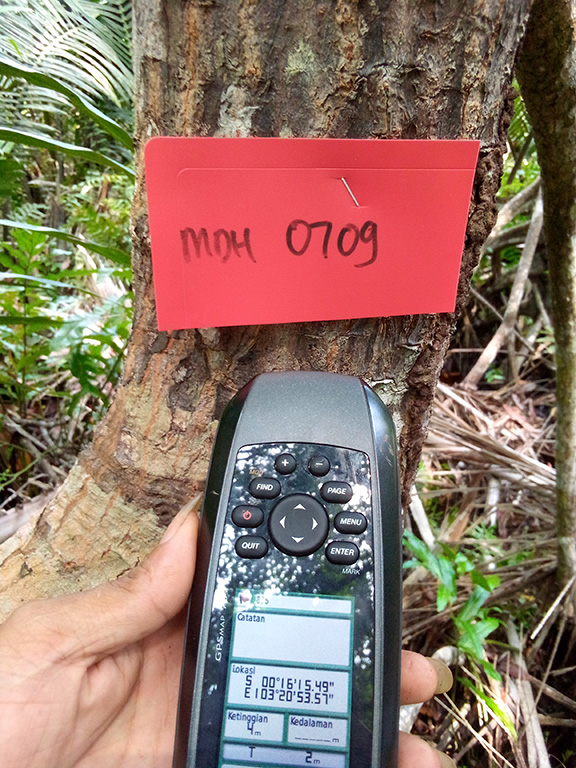 MDH 0709
FIND
PAGE
MENU
QUIT
ENTER
MARK
GPSMAP
Catatan
Lokasi
S 00°16'15.49"
E 103°20'53.57"
Ketinggian
4m
Kedalaman
____m
T 2m